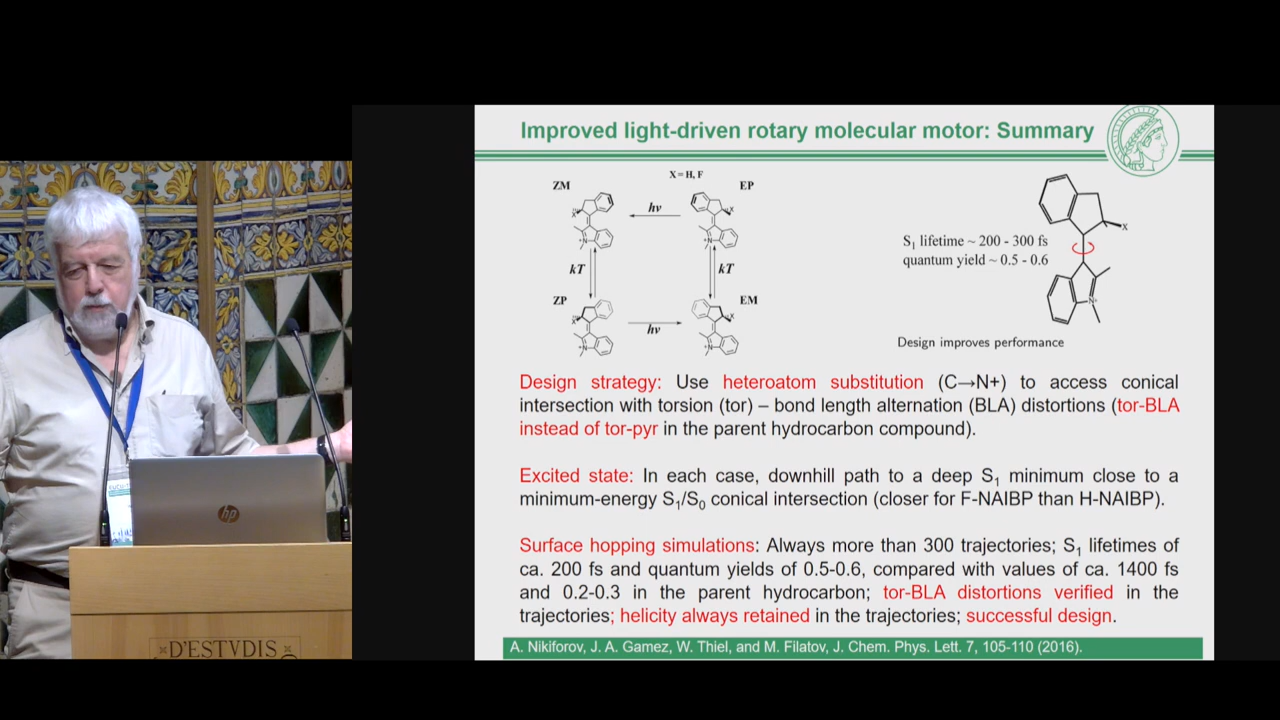 Improved light-driven rotary molecular motor: Summary
X = H, F
ZM
EP
hν
kT
kT
ZP
EM
hν
X
S₁ lifetime ~ 200 - 300 fs
quantum yield ~ 0.5 - 0.6
N⁺
Design improves performance
Design strategy: Use heteroatom substitution (C→N+) to access conical
intersection with torsion (tor) – bond length alternation (BLA) distortions (tor-BLA
instead of tor-pyr in the parent hydrocarbon compound).
Excited state: In each case, downhill path to a deep S₁ minimum close to a
minimum-energy S₁/S₀ conical intersection (closer for F-NAIBP than H-NAIBP).
Surface hopping simulations: Always more than 300 trajectories; S₁ lifetimes of
ca. 200 fs and quantum yields of 0.5-0.6, compared with values of ca. 1400 fs
and 0.2-0.3 in the parent hydrocarbon; tor-BLA distortions verified in the
trajectories; helicity always retained in the trajectories; successful design.
A. Nikiforov, J. A. Gamez, W. Thiel, and M. Filatov, J. Chem. Phys. Lett. 7, 105-110 (2016).
hp
D'ESTVDIS